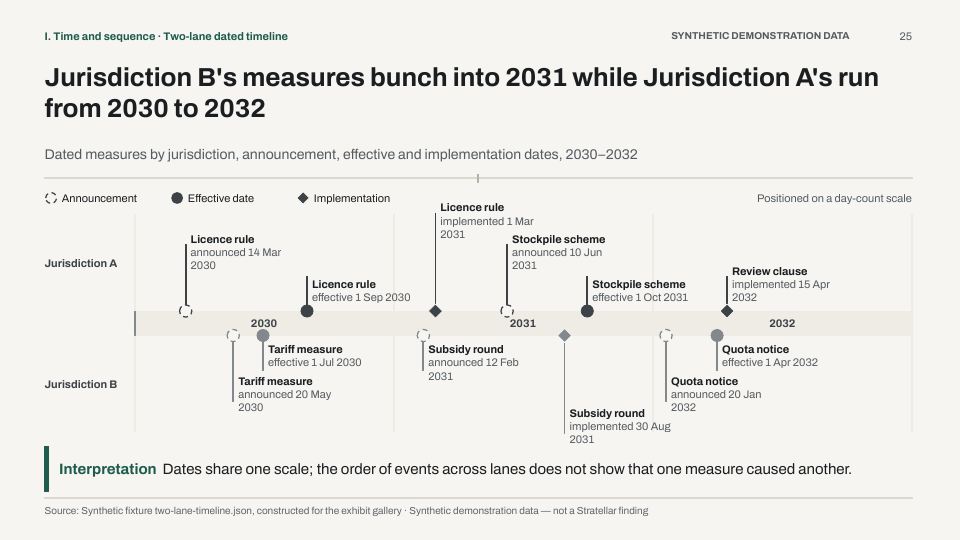 I. Time and sequence · Two-lane dated timeline
SYNTHETIC DEMONSTRATION DATA
25
Jurisdiction B's measures bunch into 2031 while Jurisdiction A's run
from 2030 to 2032
Dated measures by jurisdiction, announcement, effective and implementation dates, 2030–2032
Announcement
Effective date
Implementation
Positioned on a day-count scale
Jurisdiction A
Licence rule
announced 14 Mar
2030
Licence rule
effective 1 Sep 2030
Licence rule
implemented 1 Mar
2031
Stockpile scheme
announced 10 Jun
2031
Stockpile scheme
effective 1 Oct 2031
Review clause
implemented 15 Apr
2032
2030
2031
2032
Jurisdiction B
Tariff measure
announced 20 May
2030
Tariff measure
effective 1 Jul 2030
Subsidy round
announced 12 Feb
2031
Subsidy round
implemented 30 Aug
2031
Quota notice
announced 20 Jan
2032
Quota notice
effective 1 Apr 2032
Interpretation Dates share one scale; the order of events across lanes does not show that one measure caused another.
Source: Synthetic fixture two-lane-timeline.json, constructed for the exhibit gallery · Synthetic demonstration data — not a Stratellar finding